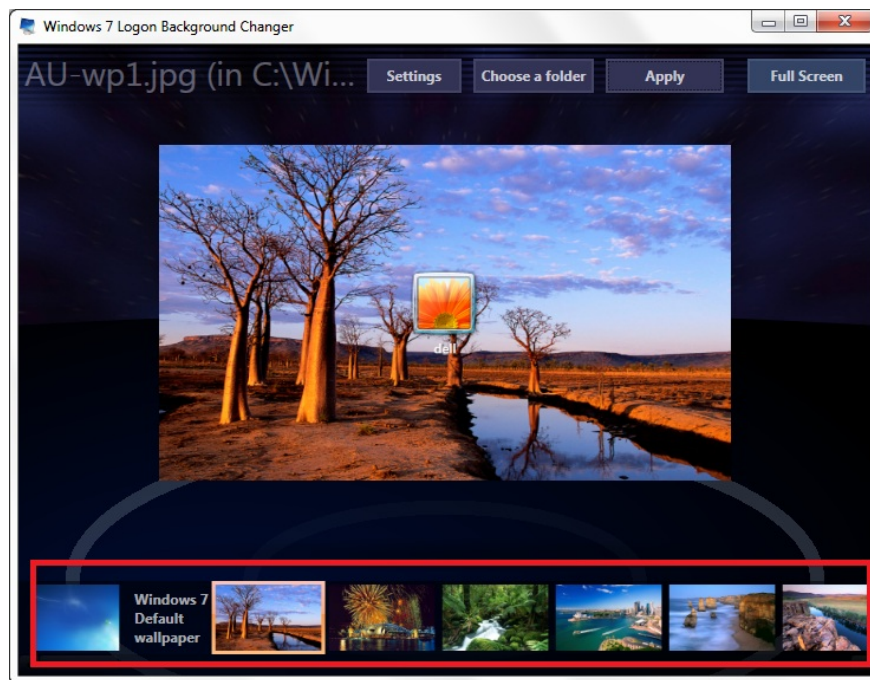 Windows 7 Logon Background Changer
AU-wp1.jpg (in C:\Wi...
Settings
Choose a folder
Apply
Full Screen
dell
Windows 7
Default
wallpaper